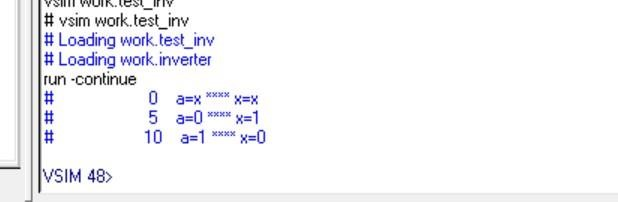 vsim work.test_inv
# vsim work.test_inv
# Loading work.test_inv
# Loading work.inverter
run -continue
# 0 a=x **** x=x
# 5 a=0 **** x=1
# 10 a=1 **** x=0
VSIM 48>